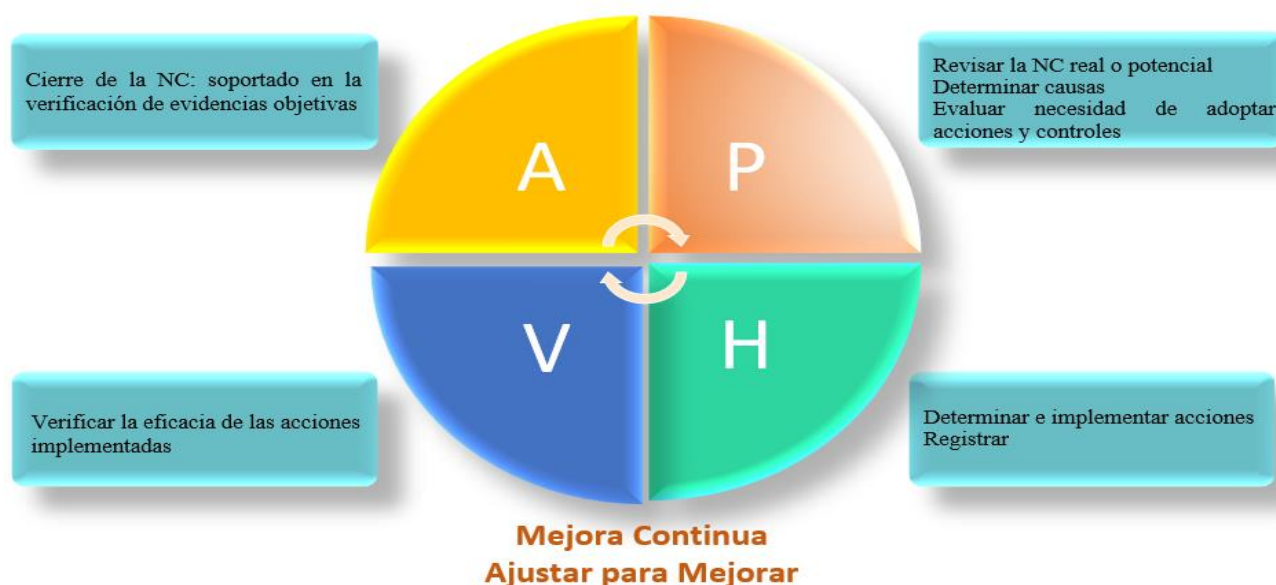 Cierre de la NC: soportado en la
verificación de evidencias objetivas
Revisar la NC real o potencial
Determinar causas
Evaluar necesidad de adoptar
acciones y controles
A
P
V
H
Verificar la eficacia de las acciones
implementadas
Determinar e implementar acciones
Registrar
Mejora Continua
Ajustar para Mejorar